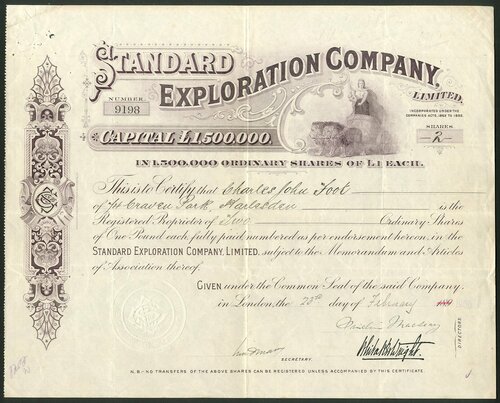 STANDARD
EXPLORATION COMPANY,
LIMITED.
NUMBER
9198
INCORPORATED UNDER THE
COMPANIES ACTS, 1862 TO 1898.
SHARES
-2-
CAPITAL £1,500,000.
IN 1,500,000 ORDINARY SHARES OF £1 EACH.
This is to Certify that Charles John Foot
of 74 Craven Park Harlesden is the
Registered Proprietor of Two Ordinary Shares
of One Pound each, fully paid, numbered as per endorsement hereon, in the
STANDARD EXPLORATION COMPANY, LIMITED, subject to the Memorandum and Articles
of Association thereof.
GIVEN under the Common Seal of the said Company,
in London, the 23rd day of February
DIRECTORS.
SECRETARY.
N.B.-NO TRANSFERS OF THE ABOVE SHARES CAN BE REGISTERED UNLESS ACCOMPANIED BY THIS CERTIFICATE.